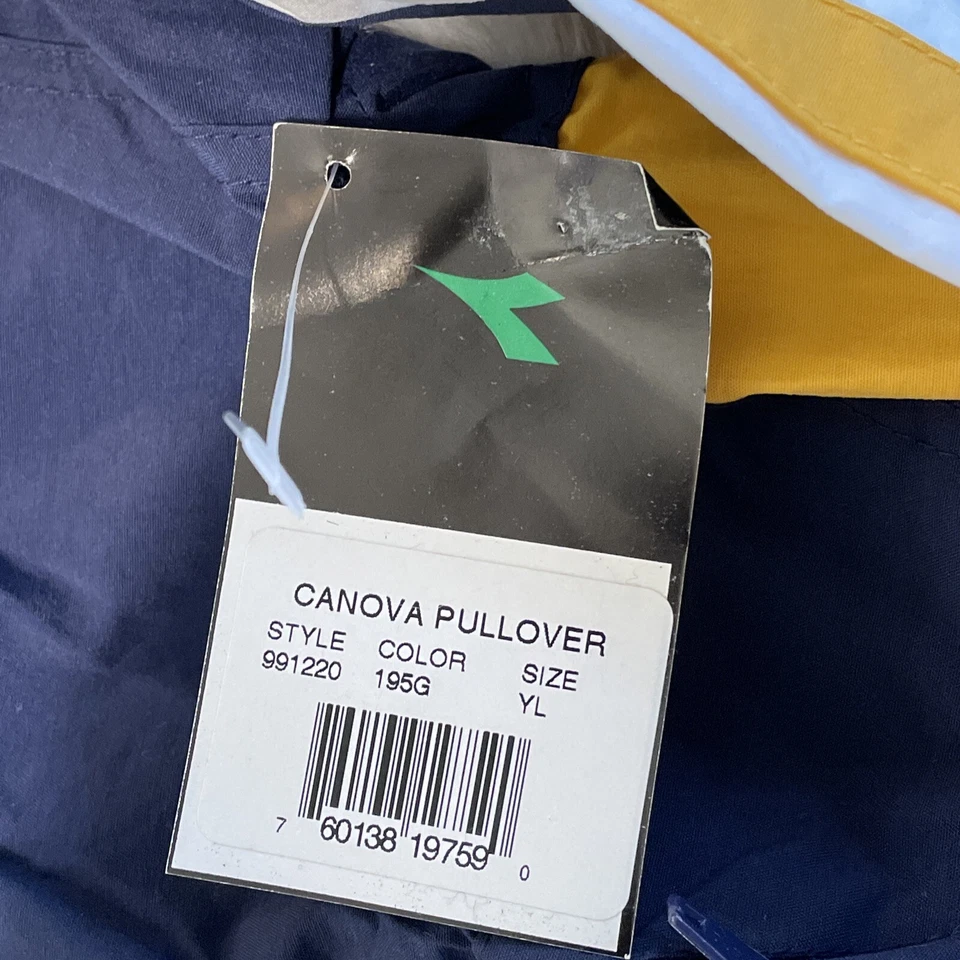 CANOVA PULLOVER
STYLE COLOR SIZE
991220 195G YL
7 60138 19759 0